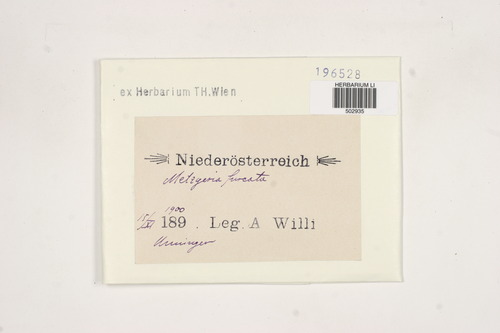 196528
HERBARIUM LI
502935
ex Herbarium TH.Wien
Niederösterreich
Metzgeria furcata
1900
189 . Leg. A Willi